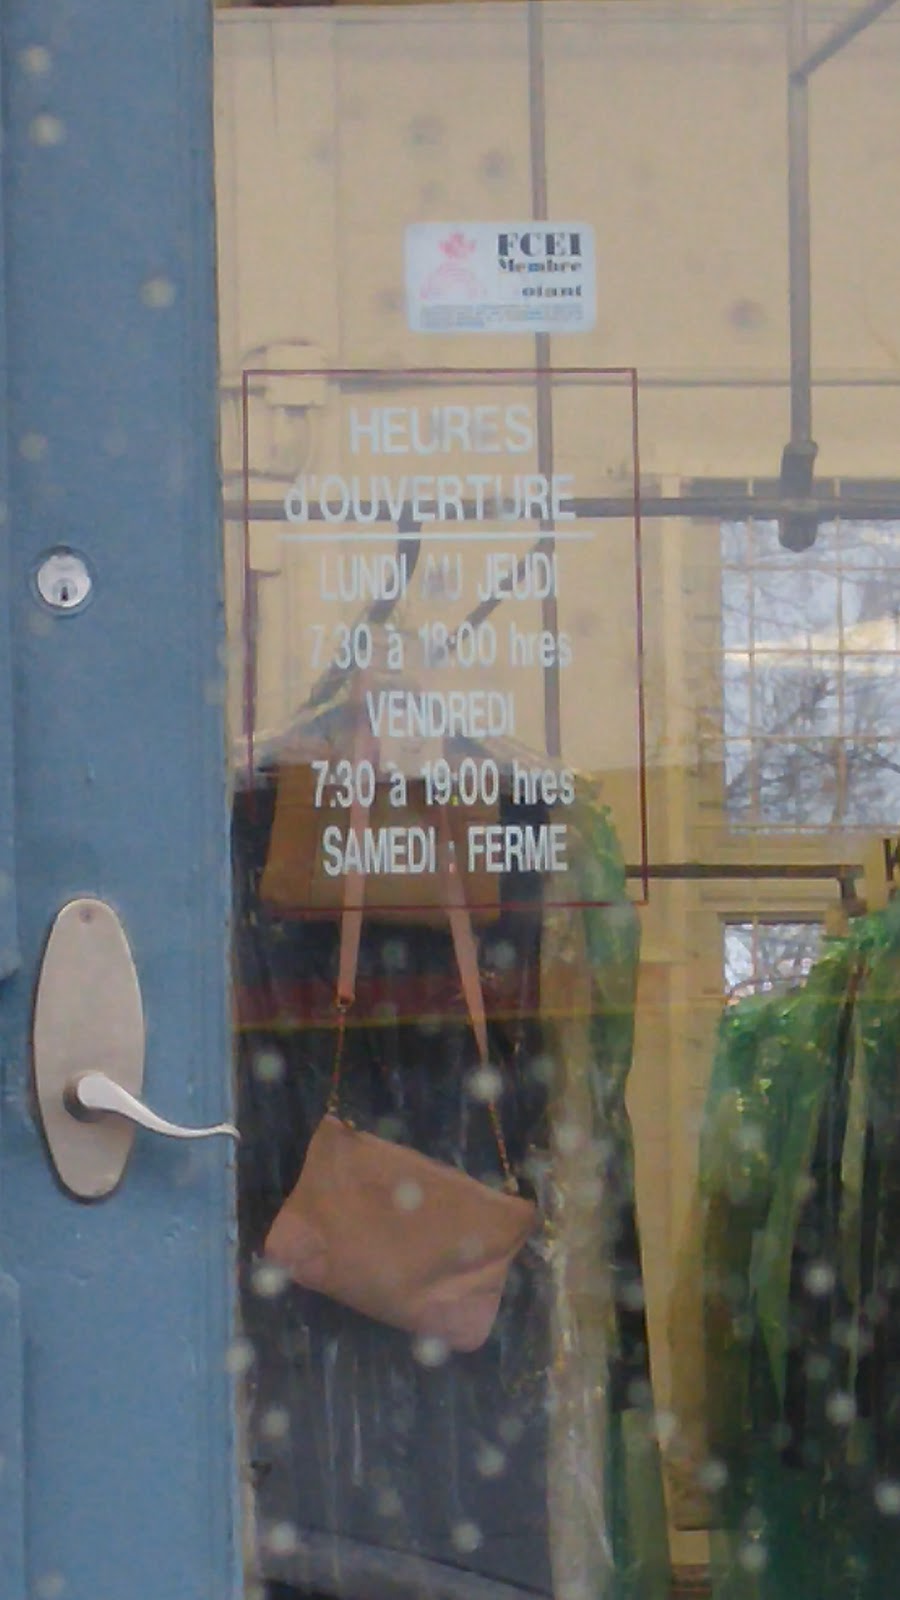 FCEI
Membre
HEURES
d'OUVERTURE
LUNDI AU JEUDI
7:30 à 18:00 hres
VENDREDI
7:30 à 19:00 hres
SAMEDI : FERME